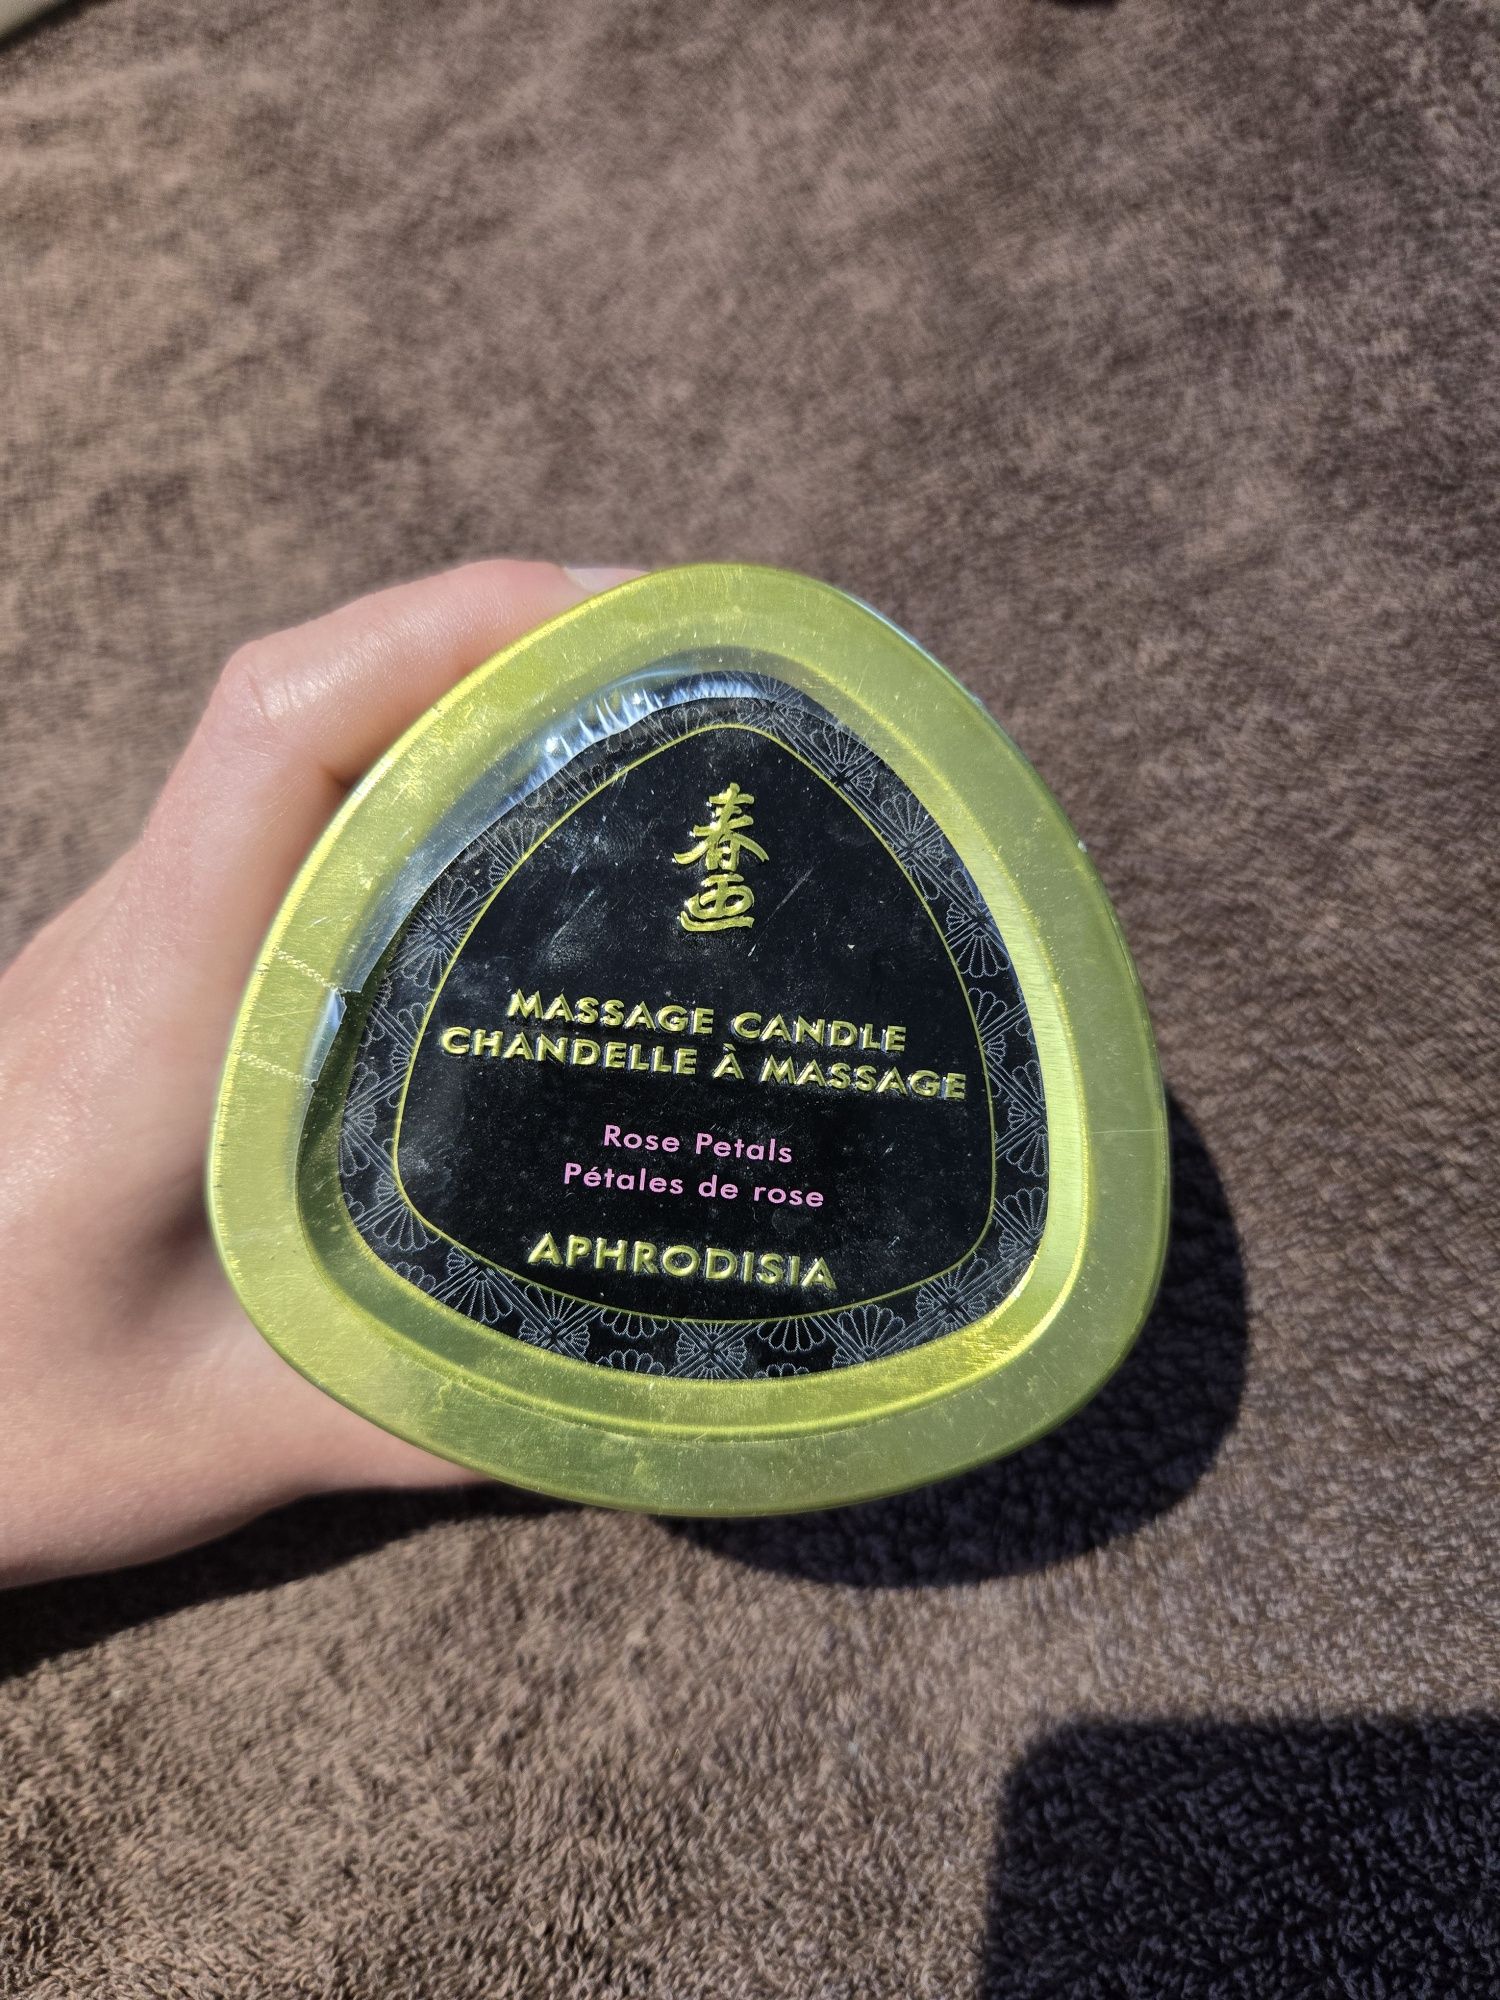 春
画
MASSAGE CANDLE
CHANDELLE À MASSAGE
Rose Petals
Pétales de rose
APHRODISIA